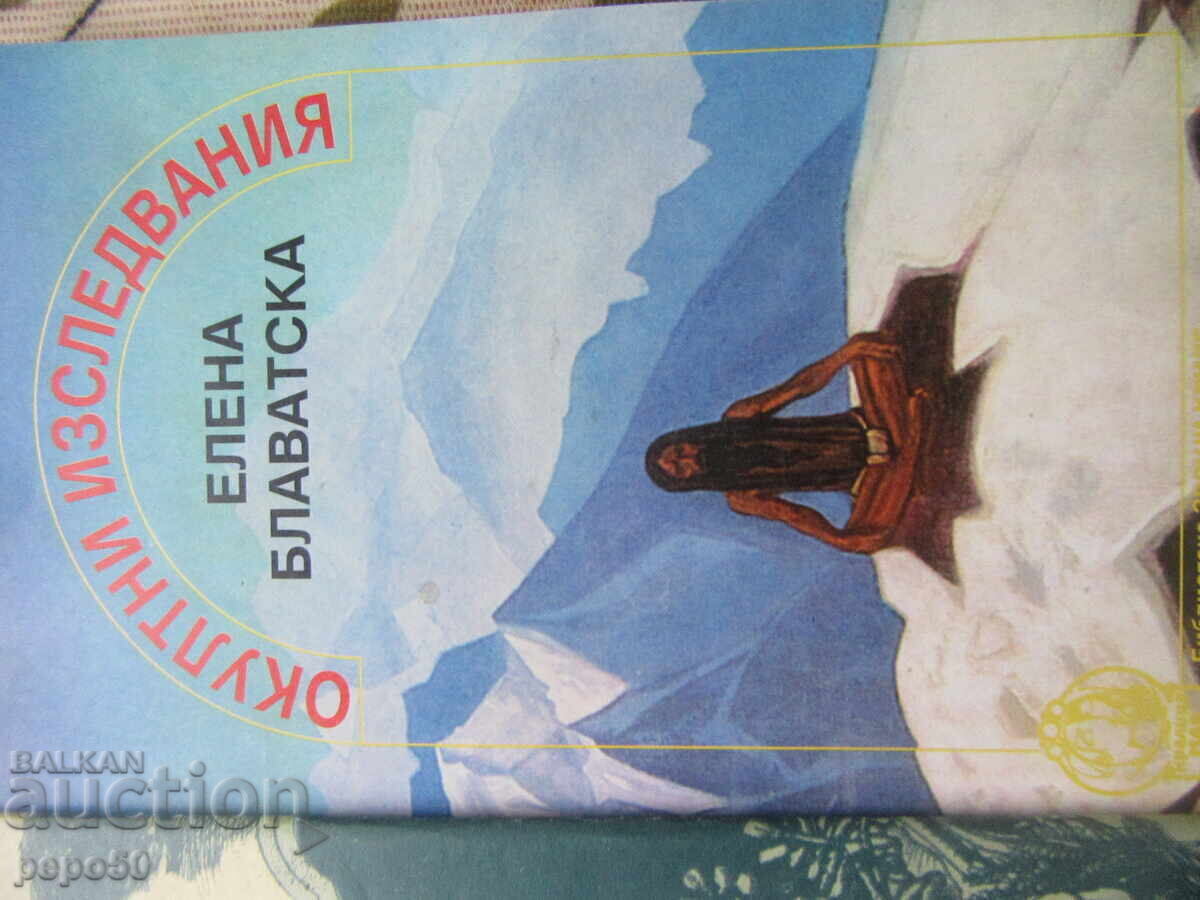 ОКУЛТНИ ИЗСЛЕДВАНИЯ
ЕЛЕНА
БЛАВАТСКА
BALKAN
auction
pepo50